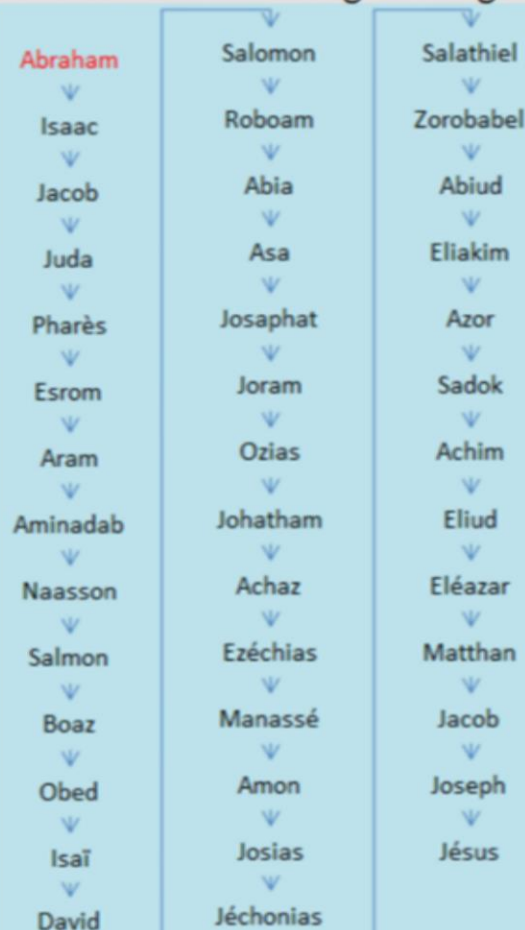 Abraham
Isaac
Jacob
Juda
Pharès
Esrom
Aram
Aminadab
Naasson
Salmon
Boaz
Obed
Isaï
David
Salomon
Roboam
Abia
Asa
Josaphat
Joram
Ozias
Johatham
Achaz
Ezéchias
Manassé
Amon
Josias
Jéchonias
Salathiel
Zorobabel
Abiud
Eliakim
Azor
Sadok
Achim
Eliud
Eléazar
Matthan
Jacob
Joseph
Jésus